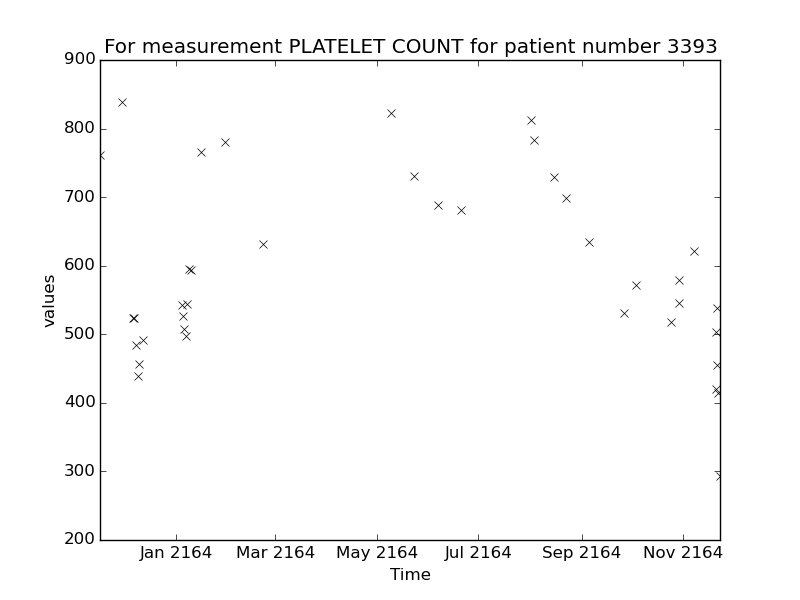 For measurement PLATELET COUNT for patient number 3393
900
800
700
600
500
400
300
200
values
Jan 2164 Mar 2164 May 2164 Jul 2164 Sep 2164 Nov 2164
Time